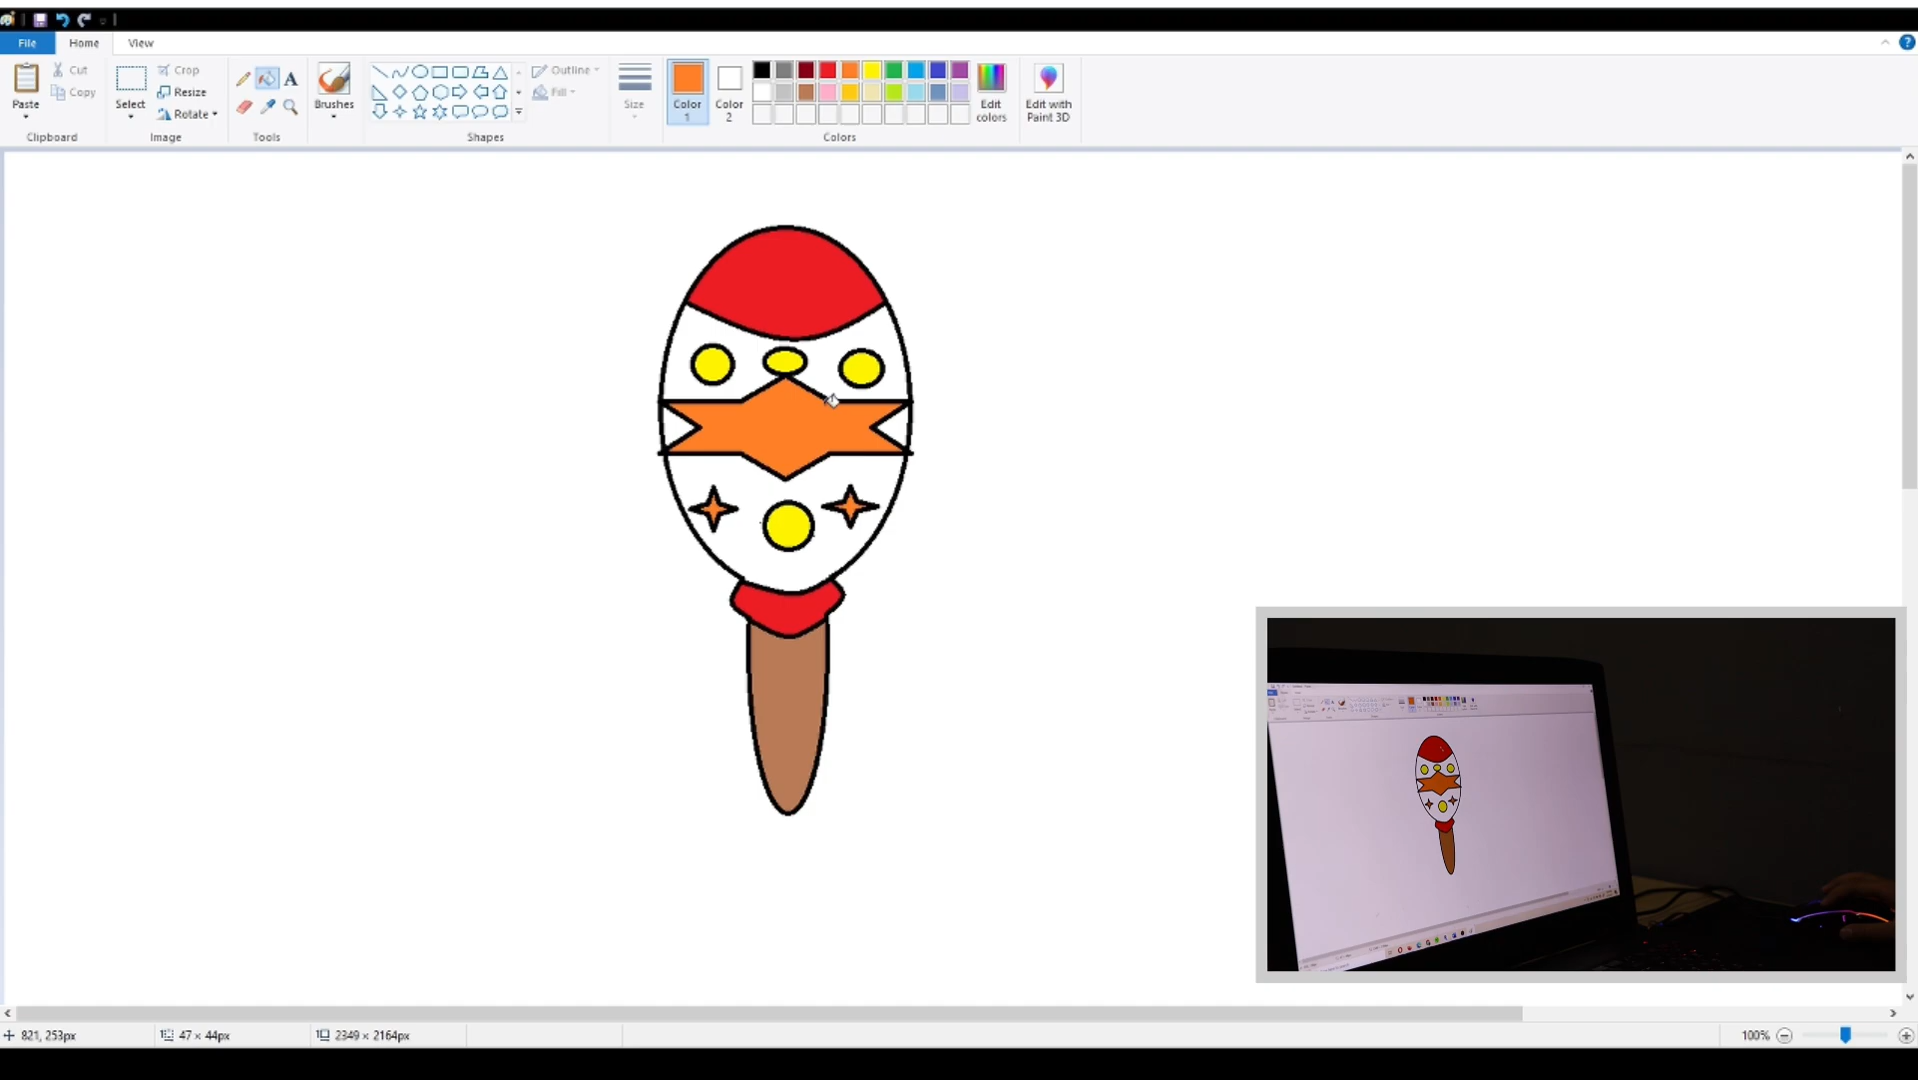 File Home View
Paste
Cut
Copy
Clipboard
Select
Crop
Resize
Rotate
Image
A
Tools
Brushes
Shapes
Outline
Fill
Size
Color
1
Color
2
Edit
colors
Colors
Edit with
Paint 3D
821, 253px 47 × 44px 2349 × 2164px 100%